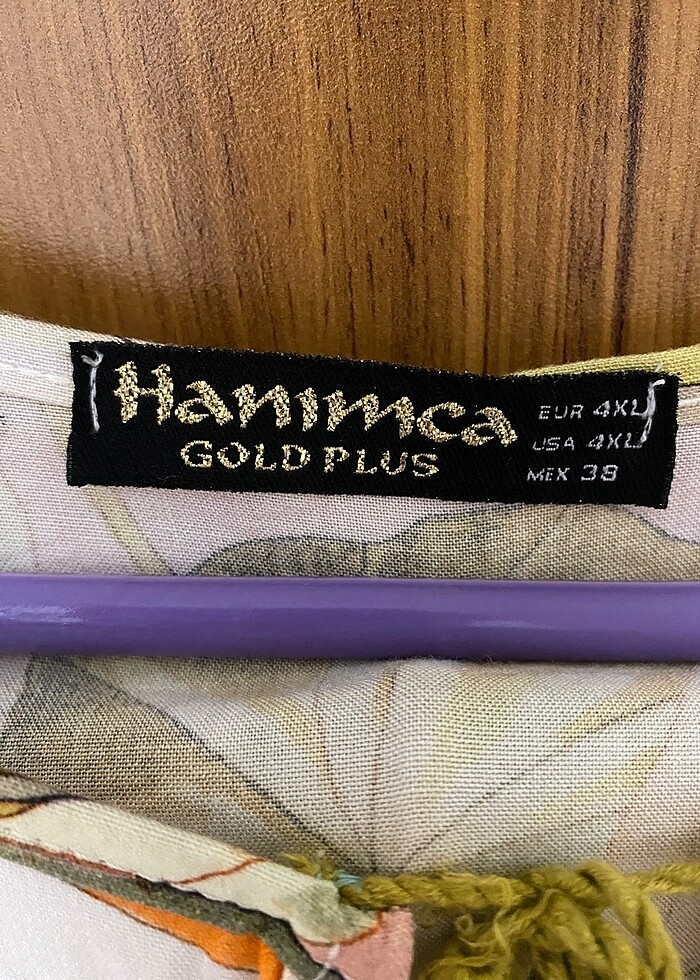 Hanımca
GOLD PLUS
EUR 4XL
USA 4XL
MEX 38